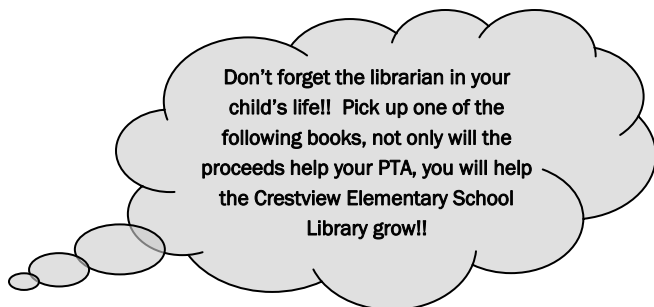 Don’t forget the librarian in your
child’s life!!  Pick up one of the
following books, not only will the
proceeds help your PTA, you will help
the Crestview Elementary School
Library grow!!